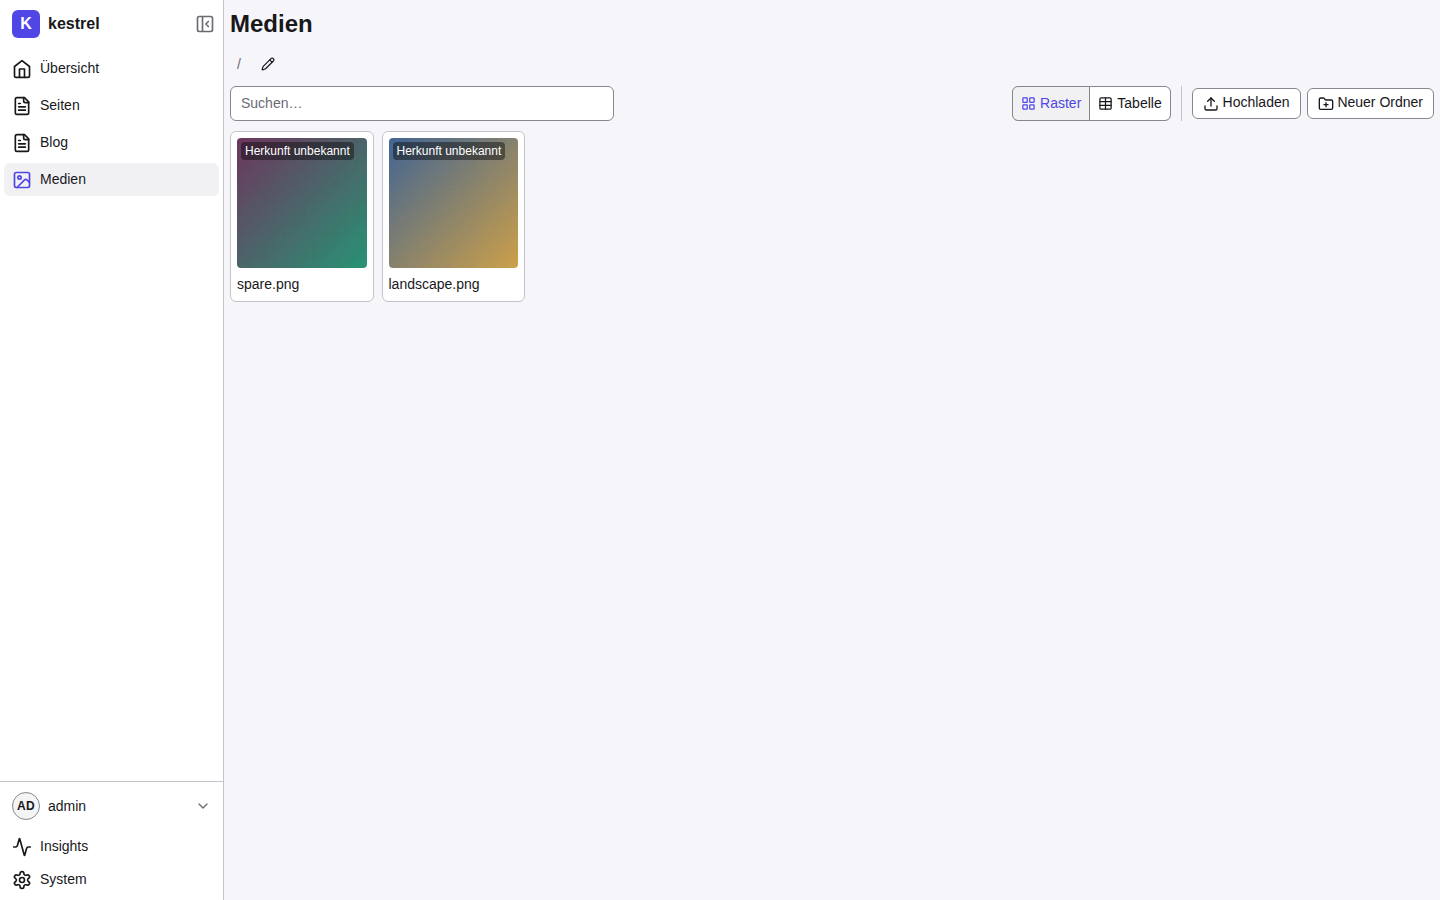 K kestrel
Übersicht
Seiten
Blog
Medien
AD admin
Insights
System
Medien
/
Suchen…
Raster Tabelle Hochladen Neuer Ordner
Herkunft unbekannt Herkunft unbekannt
spare.png landscape.png